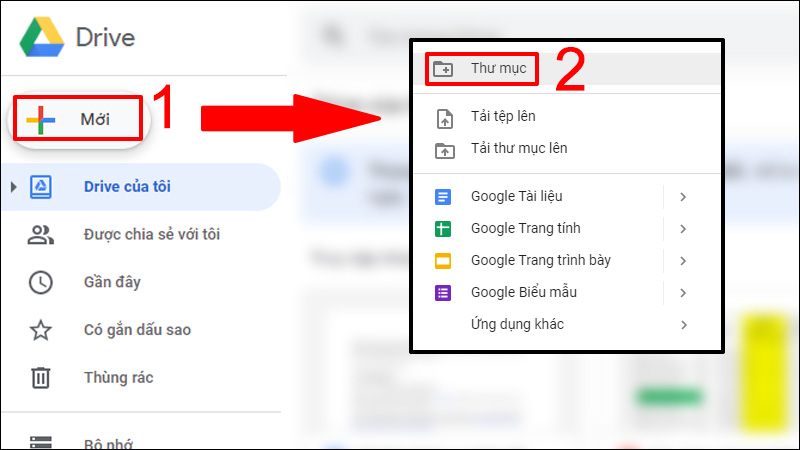 Drive
Mới
1
Drive của tôi
Được chia sẻ với tôi
Gần đây
Có gắn dấu sao
Thùng rác
Bộ nhớ
2
Thư mục
Tải tệp lên
Tải thư mục lên
Google Tài liệu
Google Trang tính
Google Trang trình bày
Google Biểu mẫu
Ứng dụng khác